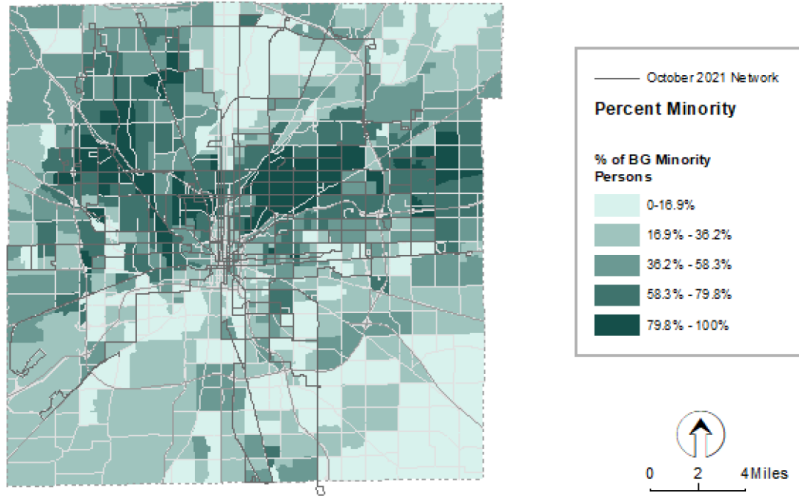 October 2021 Network
Percent Minority
% of BG Minority
Persons
0-16.9%
16.9% - 36.2%
36.2% - 58.3%
58.3% - 79.8%
79.8% - 100%
0 2 4 Miles